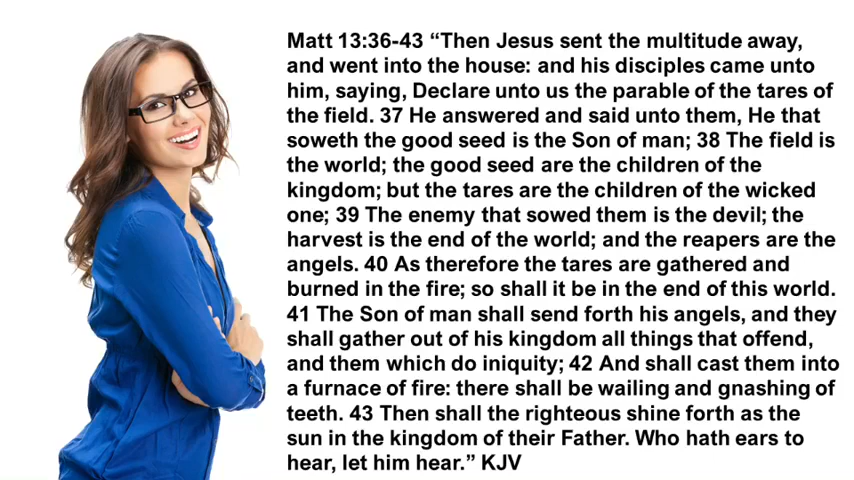 Matt 13:36-43 “Then Jesus sent the multitude away,
and went into the house: and his disciples came unto
him, saying, Declare unto us the parable of the tares of
the field. 37 He answered and said unto them, He that
soweth the good seed is the Son of man; 38 The field is
the world; the good seed are the children of the
kingdom; but the tares are the children of the wicked
one; 39 The enemy that sowed them is the devil; the
harvest is the end of the world; and the reapers are the
angels. 40 As therefore the tares are gathered and
burned in the fire; so shall it be in the end of this world.
41 The Son of man shall send forth his angels, and they
shall gather out of his kingdom all things that offend,
and them which do iniquity; 42 And shall cast them into
a furnace of fire: there shall be wailing and gnashing of
teeth. 43 Then shall the righteous shine forth as the
sun in the kingdom of their Father. Who hath ears to
hear, let him hear.” KJV